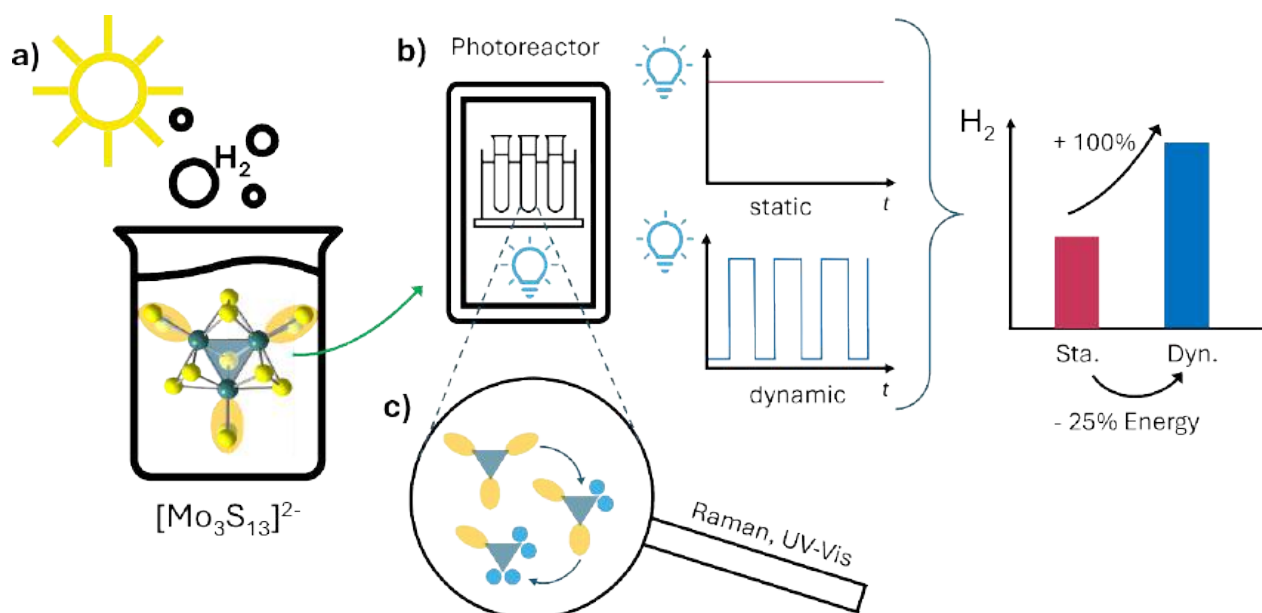 a)
H₂
[Mo₃S₁₃]²⁻
b)
Photoreactor
static
t
dynamic
t
c)
Raman, UV-Vis
H₂
+ 100%
Sta.
Dyn.
- 25% Energy